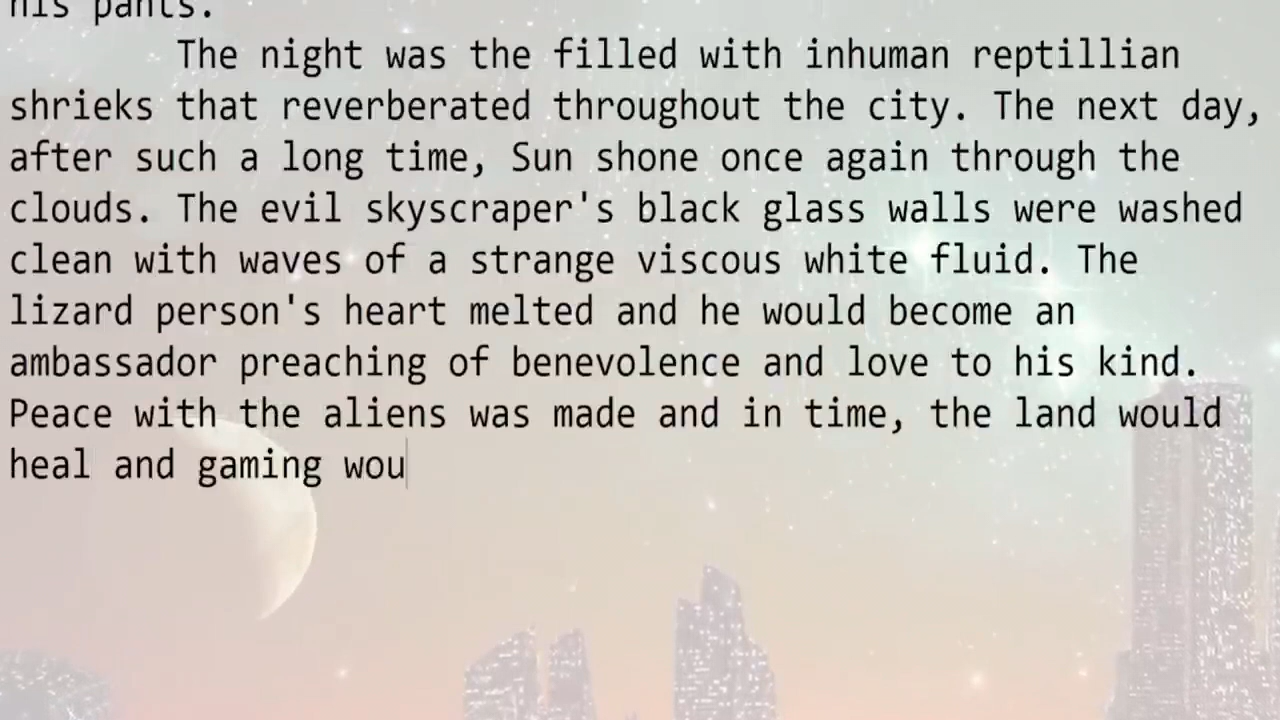 his pants.
The night was the filled with inhuman reptillian
shrieks that reverberated throughout the city. The next day,
after such a long time, Sun shone once again through the
clouds. The evil skyscraper's black glass walls were washed
clean with waves of a strange viscous white fluid. The
lizard person's heart melted and he would become an
ambassador preaching of benevolence and love to his kind.
Peace with the aliens was made and in time, the land would
heal and gaming wou